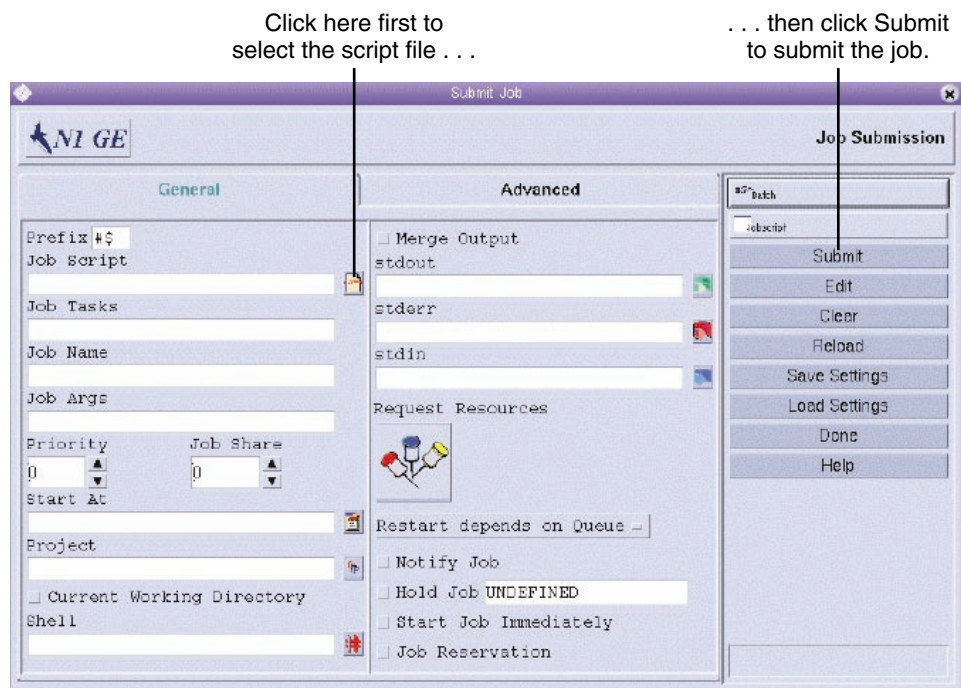 Click here first to
select the script file . . .
. . . then click Submit
to submit the job.
Submit Job
N1 GE
Job Submission
General
Advanced
Prefix #$
Job Script
Job Tasks
Job Name
Job Args
Priority
Job Share
0
0
Start At
Project
Current Working Directory
Shell
Merge Output
stdout
stderr
stdin
Request Resources
Restart depends on Queue
Notify Job
Hold Job UNDEFINED
Start Job Immediately
Job Reservation
Batch
Jobscript
Submit
Edit
Clear
Reload
Save Settings
Load Settings
Done
Help